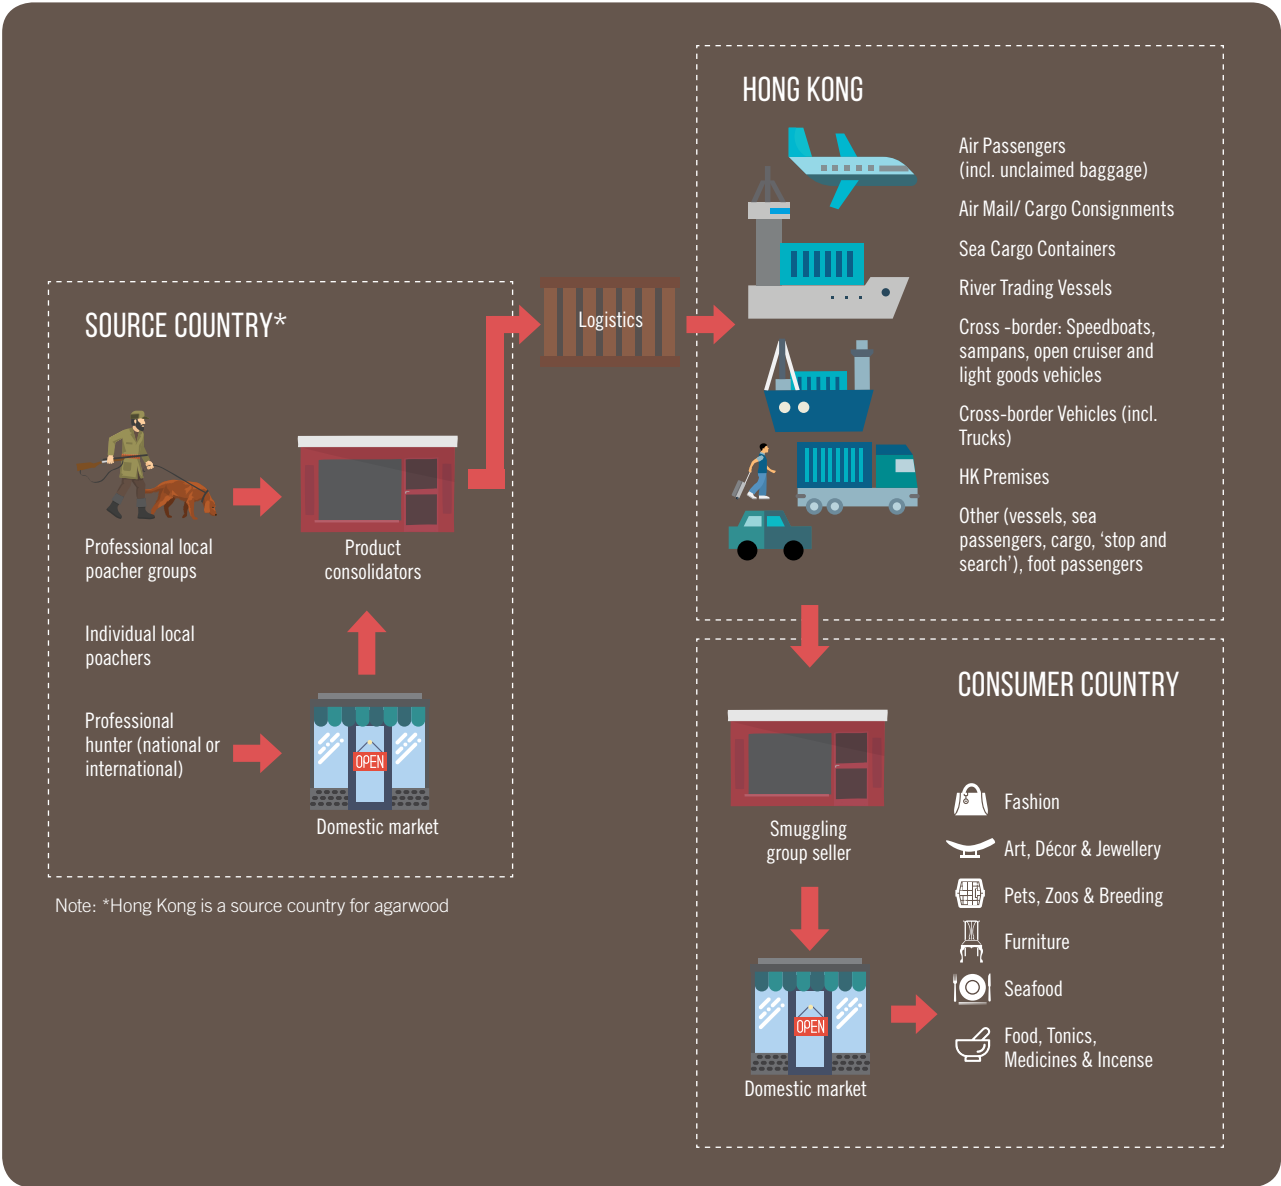 SOURCE COUNTRY*
Professional local
poacher groups
Individual local
poachers
Professional
hunter (national or
international)
Product
consolidators
OPEN
Domestic market
Note: *Hong Kong is a source country for agarwood
Logistics
HONG KONG
Air Passengers
(incl. unclaimed baggage)
Air Mail/ Cargo Consignments
Sea Cargo Containers
River Trading Vessels
Cross -border: Speedboats,
sampans, open cruiser and
light goods vehicles
Cross-border Vehicles (incl.
Trucks)
HK Premises
Other (vessels, sea
passengers, cargo, ‘stop and
search’), foot passengers
CONSUMER COUNTRY
Smuggling
group seller
OPEN
Domestic market
Fashion
Art, Décor & Jewellery
Pets, Zoos & Breeding
Furniture
Seafood
Food, Tonics,
Medicines & Incense